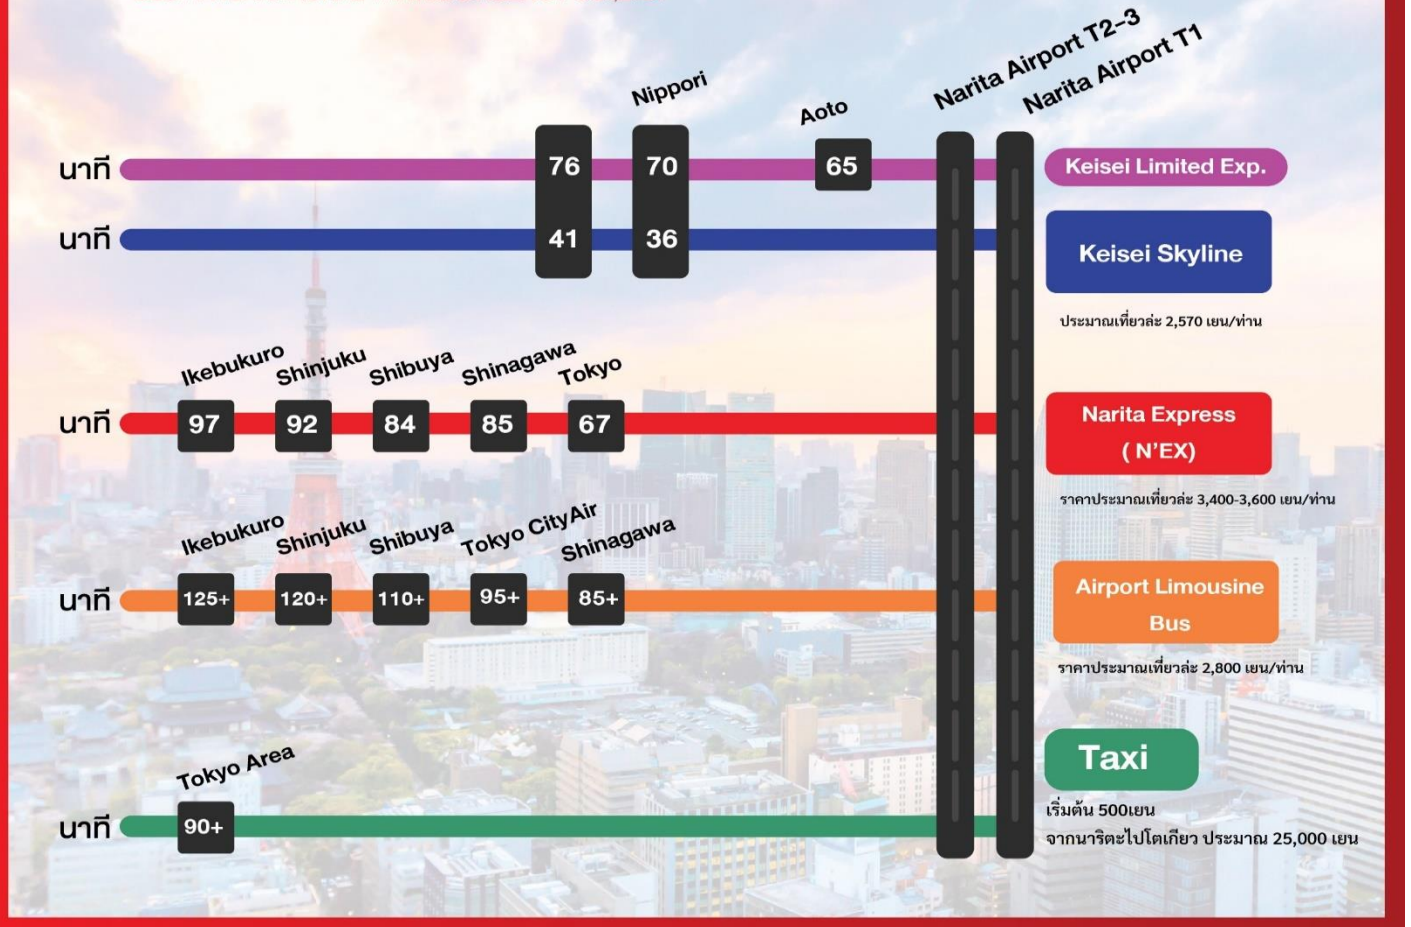 Narita Airport T2-3
Narita Airport T1
Nippori
Aoto
นาที
76
70
65
Keisei Limited Exp.
นาที
41
36
Keisei Skyline
ประมาณเที่ยวล่ะ 2,570 เยน/ท่าน
Ikebukuro
Shinjuku
Shibuya
Shinagawa
Tokyo
นาที
97
92
84
85
67
Narita Express
( N'EX)
ราคาประมาณเที่ยวล่ะ 3,400-3,600 เยน/ท่าน
Ikebukuro
Shinjuku
Shibuya
Tokyo CityAir
Shinagawa
นาที
125+
120+
110+
95+
85+
Airport Limousine
Bus
ราคาประมาณเที่ยวล่ะ 2,800 เยน/ท่าน
Tokyo Area
นาที
90+
Taxi
เริ่มต้น 500เยน
จากนาริตะไปโตเกียว ประมาณ 25,000 เยน